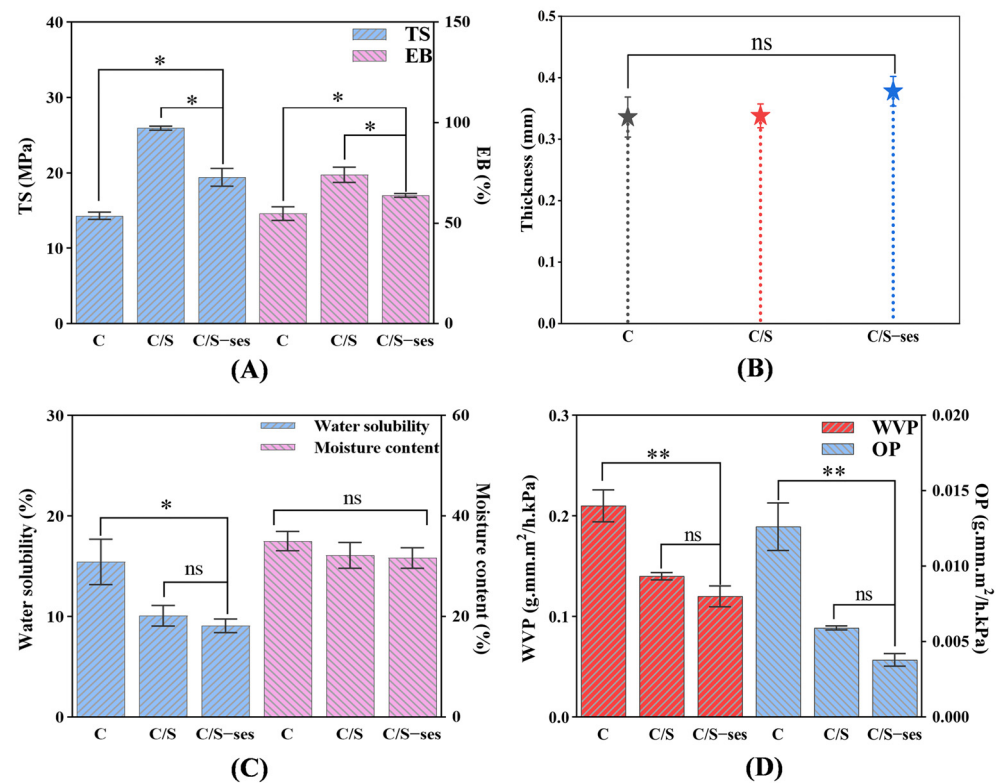 40
30
20
10
0
TS (MPa)
150
100
50
0
EB (%)
TS
EB
*
*
*
*
C
C/S
C/S−ses
C
C/S
C/S−ses
(A)
0.5
0.4
0.3
0.2
0.1
0.0
Thickness (mm)
ns
C
C/S
C/S−ses
(B)
30
20
10
0
Water solubility (%)
60
40
20
0
Moisture content (%)
Water solubility
Moisture content
*
ns
ns
C
C/S
C/S−ses
C
C/S
C/S−ses
(C)
0.3
0.2
0.1
0.0
WVP (g.mm.m²/h.kPa)
0.020
0.015
0.010
0.005
0.000
OP (g.mm.m²/h.kPa)
WVP
OP
**
**
ns
ns
C
C/S
C/S−ses
C
C/S
C/S−ses
(D)